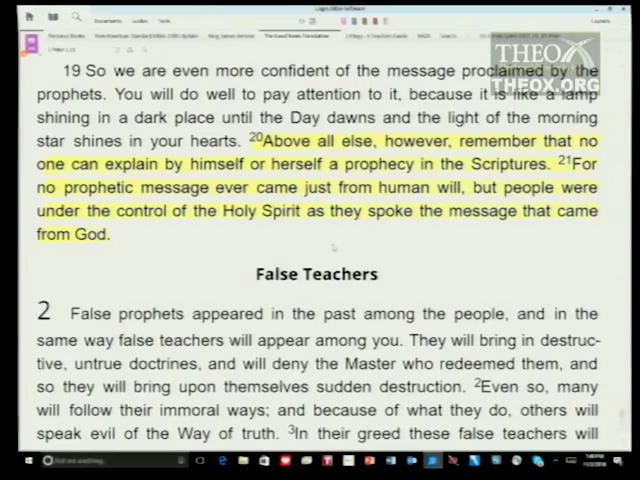 Logos Bible Software
Documents Guides Tools
Layouts
THEOX
THEOX.ORG
19 So we are even more confident of the message proclaimed by the
prophets. You will do well to pay attention to it, because it is like a lamp
shining in a dark place until the Day dawns and the light of the morning
star shines in your hearts. 20Above all else, however, remember that no
one can explain by himself or herself a prophecy in the Scriptures. 21For
no prophetic message ever came just from human will, but people were
under the control of the Holy Spirit as they spoke the message that came
from God.
False Teachers
2 False prophets appeared in the past among the people, and in the
same way false teachers will appear among you. They will bring in destruc-
tive, untrue doctrines, and will deny the Master who redeemed them, and
so they will bring upon themselves sudden destruction. 2Even so, many
will follow their immoral ways; and because of what they do, others will
speak evil of the Way of truth. 3In their greed these false teachers will